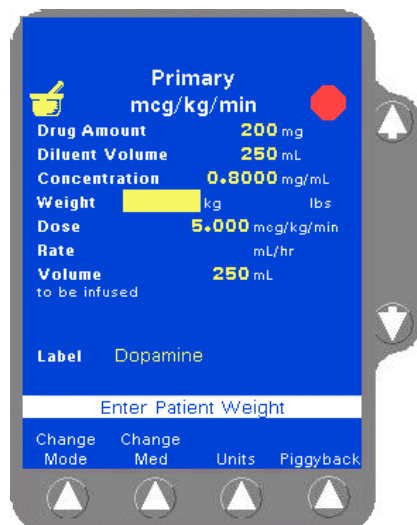 Primary
mcg/kg/min
Drug Amount 200 mg
Diluent Volume 250 mL
Concentration 0.8000 mg/mL
Weight kg lbs
Dose 5.000 mcg/kg/min
Rate mL/hr
Volume 250 mL
to be infused
Label Dopamine
Enter Patient Weight
Change Change
Mode Med Units Piggyback